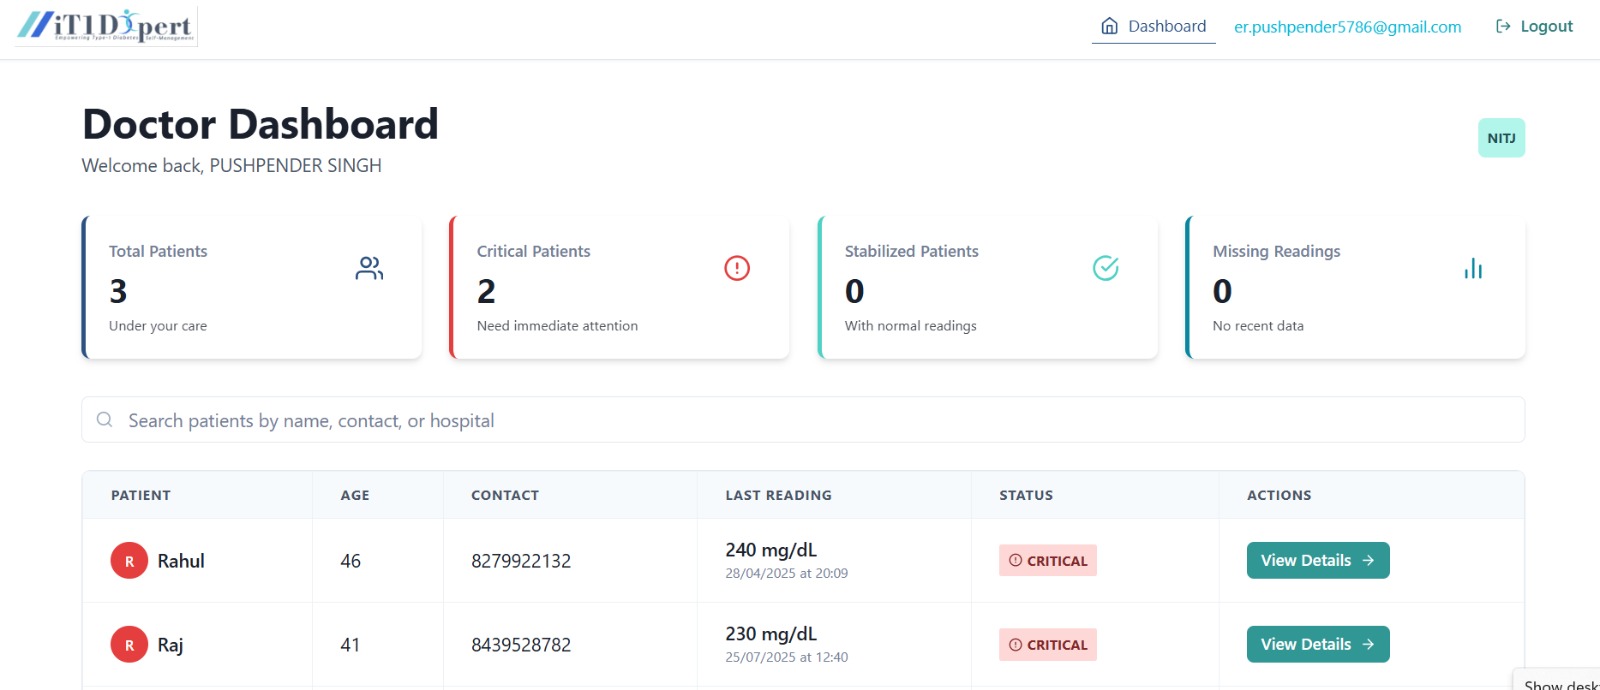 iT1DXpert
Empowering Type-1 Diabetes Self-Management
Dashboard
er.pushpender5786@gmail.com
Logout
Doctor Dashboard
Welcome back, PUSHPENDER SINGH
NITJ
Total Patients
3
Under your care
Critical Patients
2
Need immediate attention
Stabilized Patients
0
With normal readings
Missing Readings
0
No recent data
Search patients by name, contact, or hospital
PATIENT AGE CONTACT LAST READING STATUS ACTIONS
R Rahul 46 8279922132 240 mg/dL CRITICAL View Details
28/04/2025 at 20:09
R Raj 41 8439528782 230 mg/dL CRITICAL View Details
25/07/2025 at 12:40
Show desk